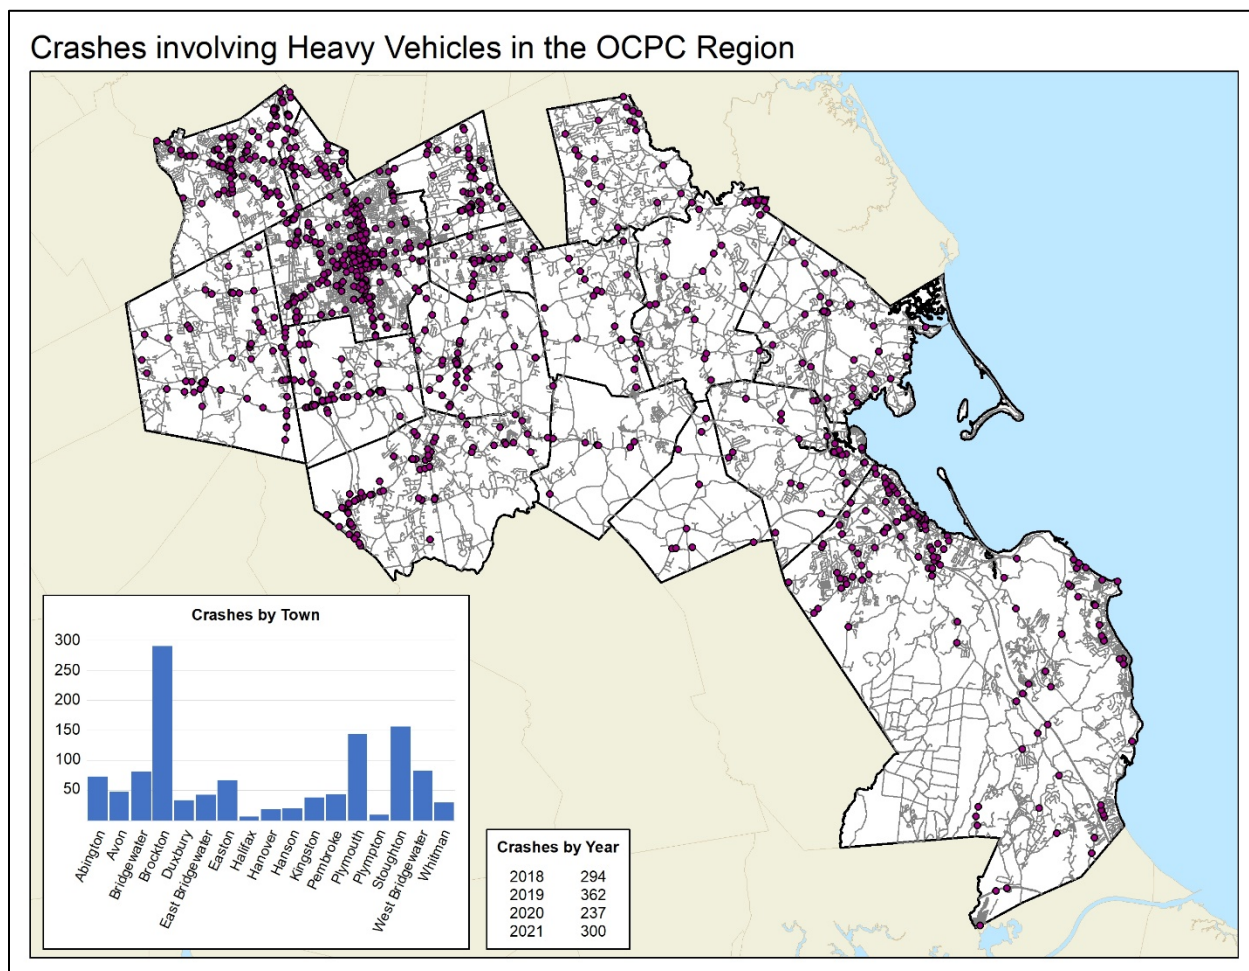 Crashes involving Heavy Vehicles in the OCPC Region
Crashes by Town
300
250
200
150
100
50
Abington
Avon
Bridgewater
Brockton
Duxbury
East Bridgewater
Easton
Halifax
Hanover
Hanson
Kingston
Pembroke
Plymouth
Plympton
Stoughton
West Bridgewater
Whitman
Crashes by Year
2018 294
2019 362
2020 237
2021 300